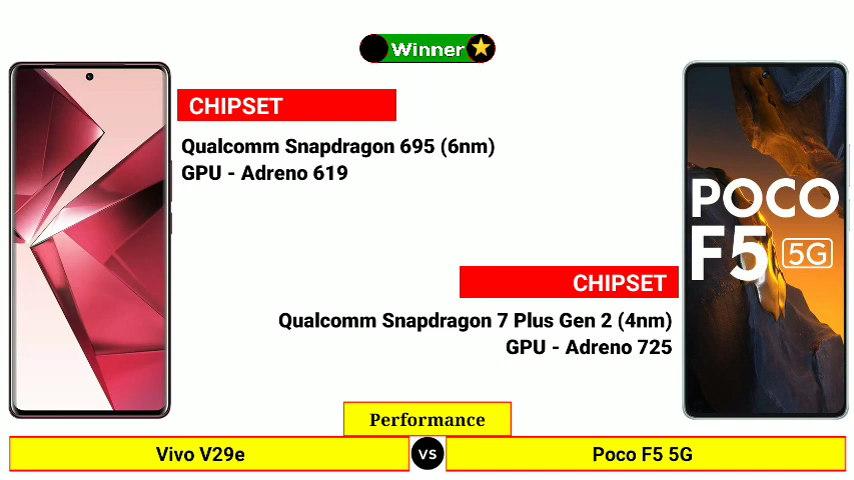 Winner
CHIPSET
Qualcomm Snapdragon 695 (6nm)
GPU - Adreno 619
POCO
F5 5G
CHIPSET
Qualcomm Snapdragon 7 Plus Gen 2 (4nm)
GPU - Adreno 725
Performance
Vivo V29e
VS
Poco F5 5G